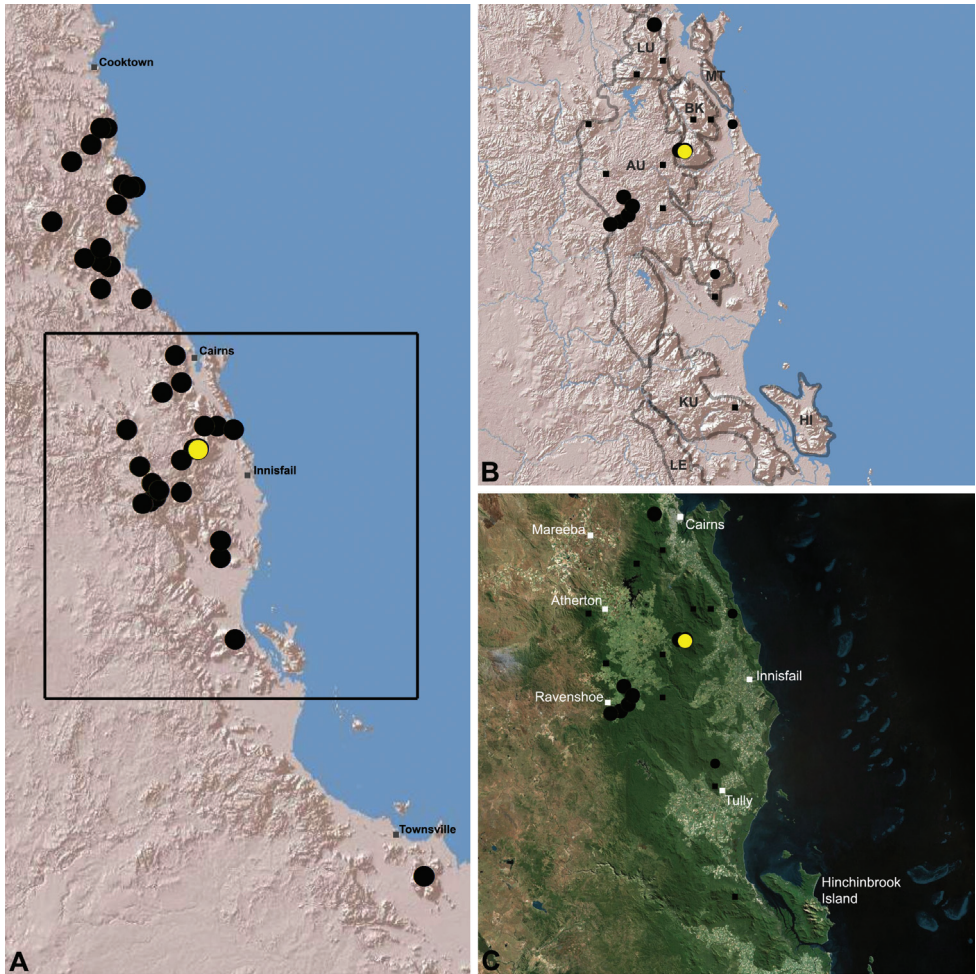 Cooktown
Cairns
Innisfail
Townsville
A
LU
MT
BK
AU
KU
HI
LE
B
Cairns
Mareeba
Atherton
Innisfail
Ravenshoe
Tully
Hinchinbrook
Island
C